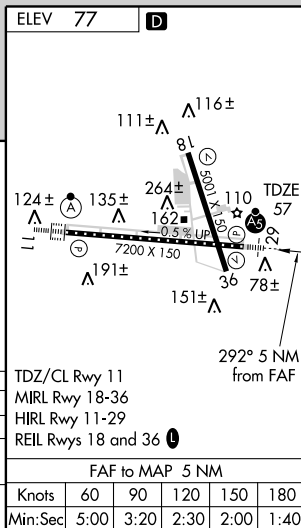 ELEV 77 D
116±
111±
18
5001 X 150
V
264±
110
TDZE
57
A5
124±
A
135±
162
0.5% UP
P
29
11
P
7200 X 150
V
191±
36
78±
151±
292° 5 NM
from FAF
TDZ/CL Rwy 11
MIRL Rwy 18-36
HIRL Rwy 11-29
REIL Rwys 18 and 36 L
FAF to MAP 5 NM
Knots 60 90 120 150 180
Min:Sec 5:00 3:20 2:30 2:00 1:40